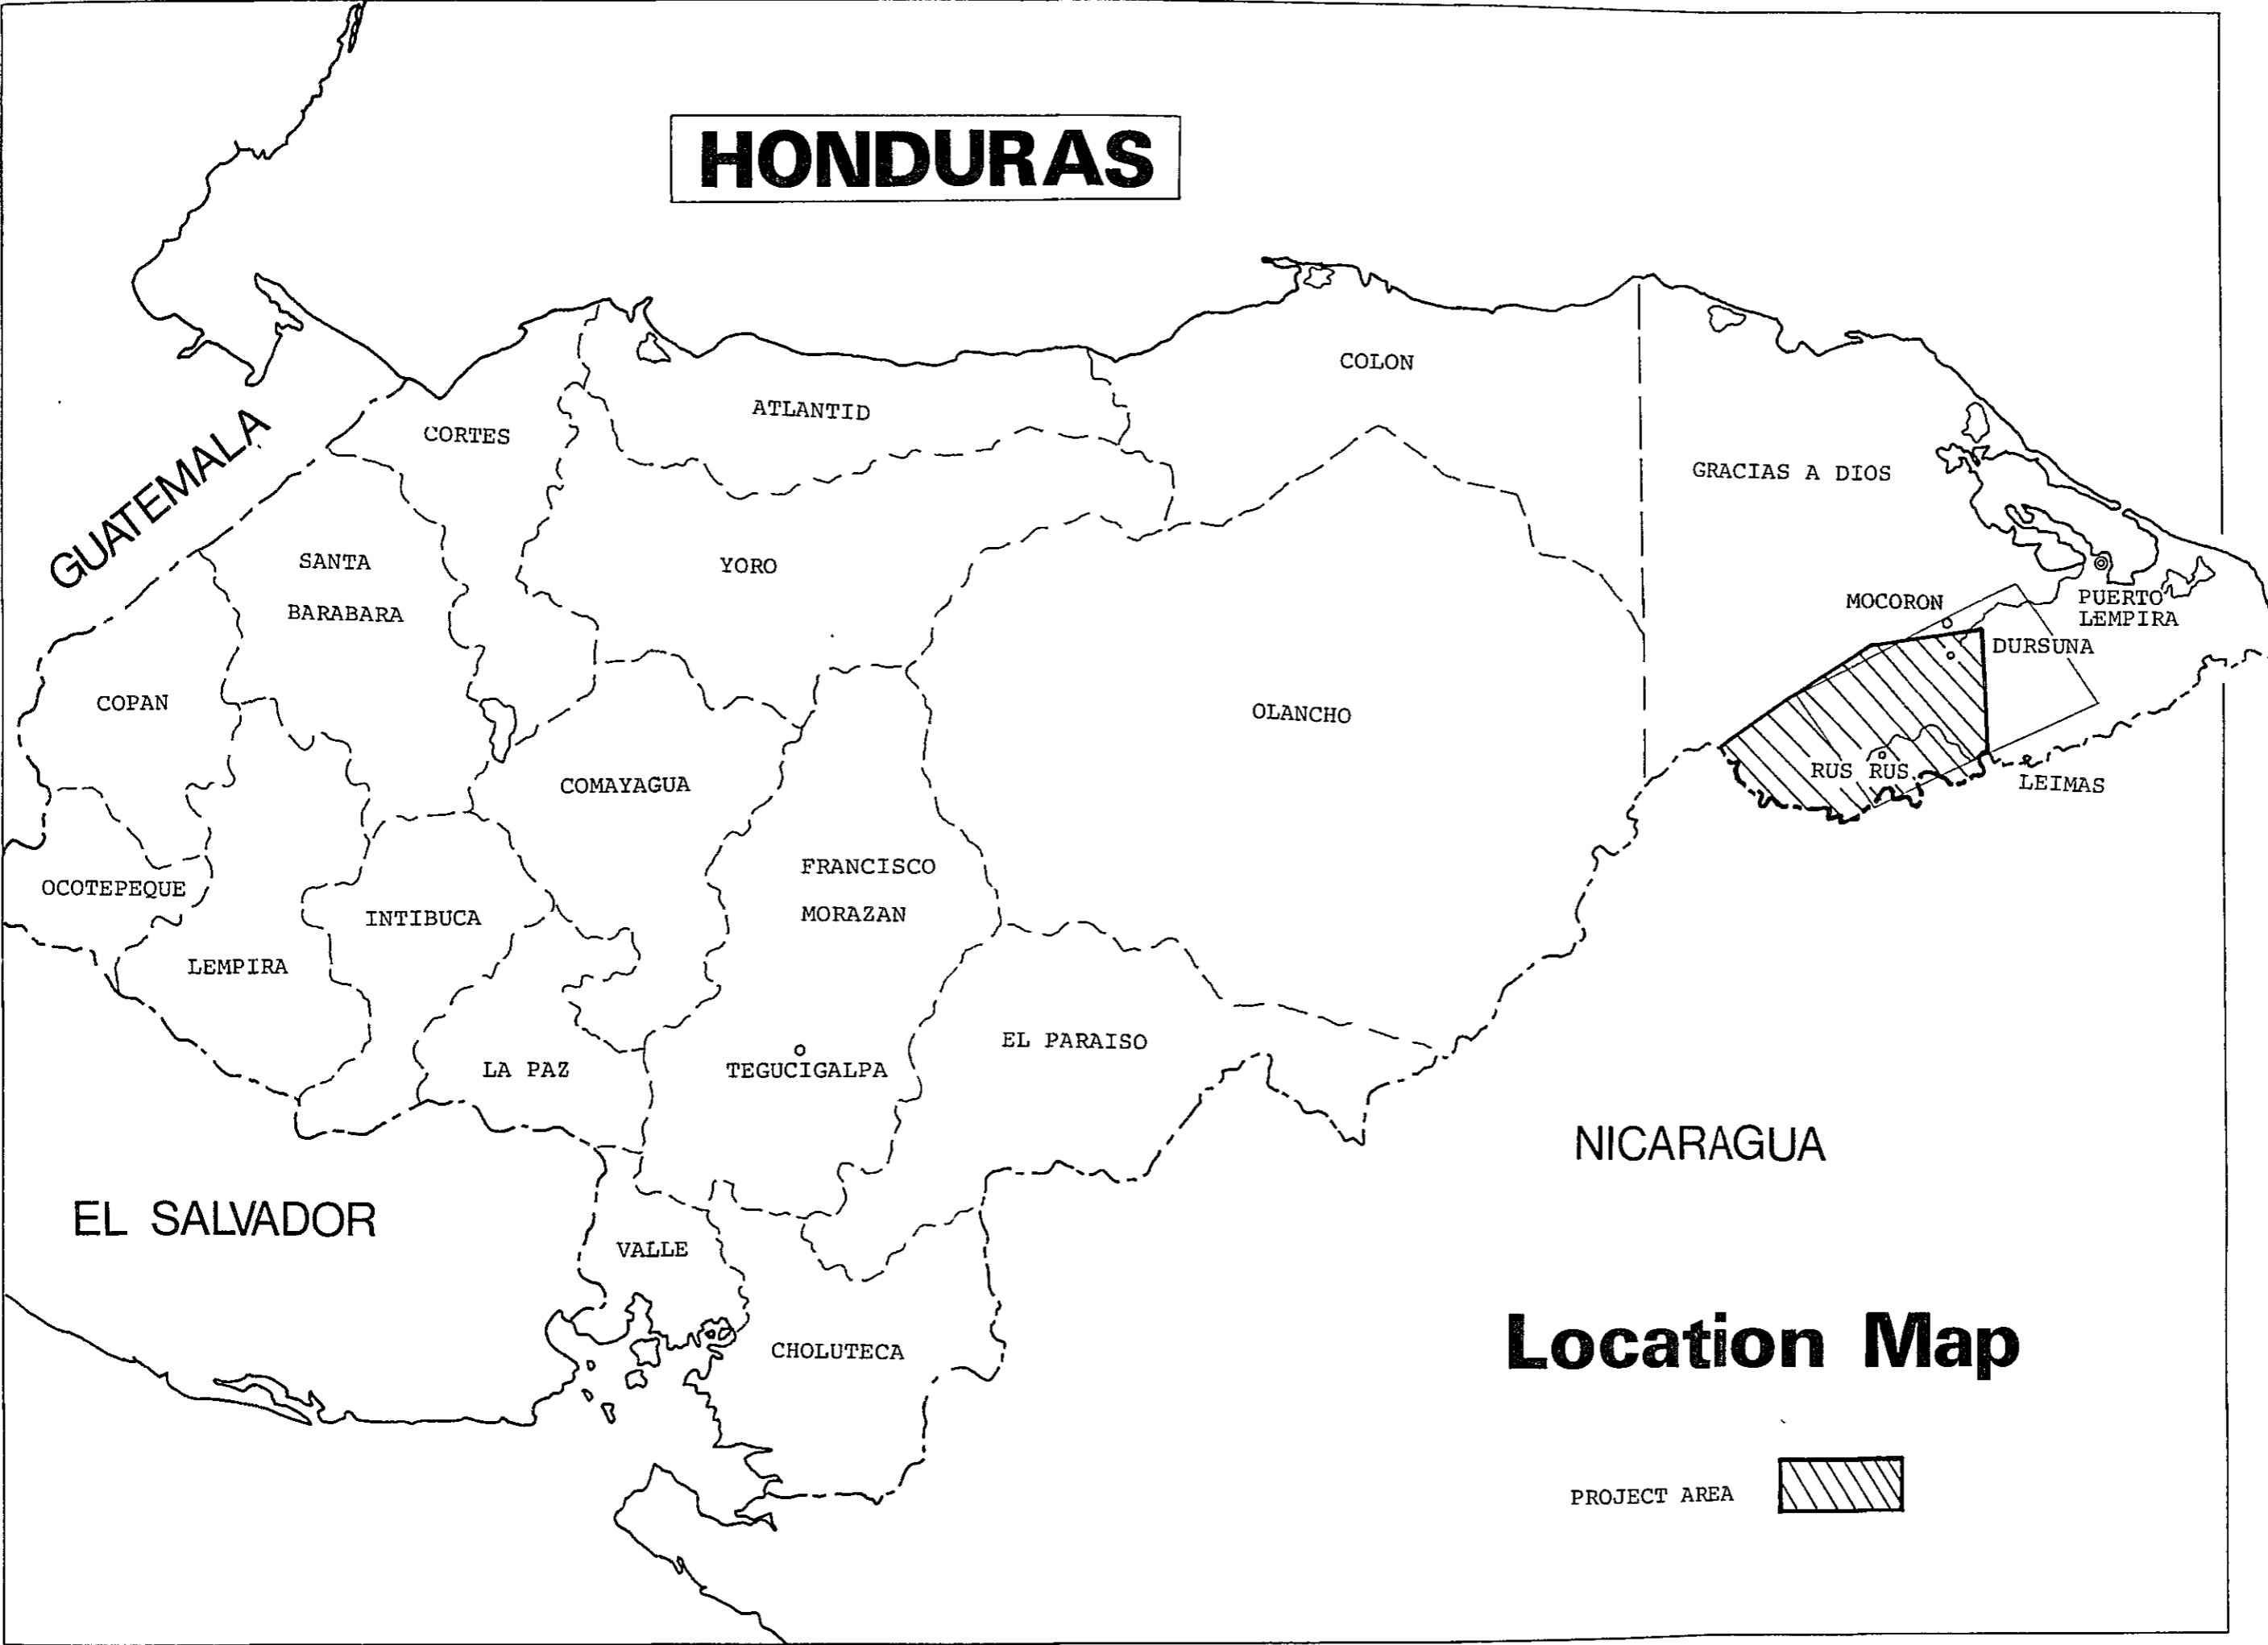 HONDURAS
COLON
ATLANTID
CORTES
GUATEMALA
GRACIAS A DIOS
SANTA
BARABARA
YORO
MOCORON
PUERTO
LEMPIRA
DURSUNA
COPAN
OLANCHO
RUS RUS
COMAYAGUA
LEIMAS
FRANCISCO
MORAZAN
OCOTEPEQUE
INTIBUCA
LEMPIRA
EL PARAISO
LA PAZ
TEGUCIGALPA
NICARAGUA
EL SALVADOR
VALLE
CHOLUTECA
Location Map
PROJECT AREA